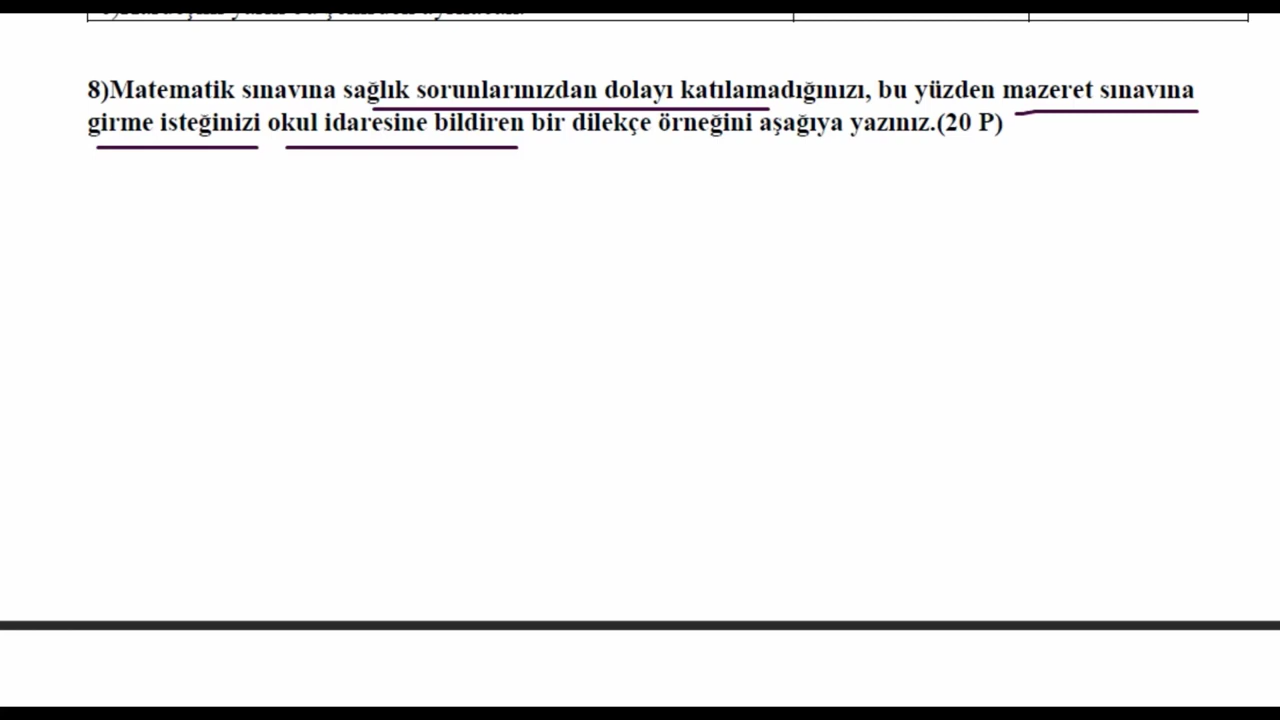 8)Matematik sınavına sağlık sorunlarınızdan dolayı katılamadığınızı, bu yüzden mazeret sınavına
girme isteğinizi okul idaresine bildiren bir dilekçe örneğini aşağıya yazınız.(20 P)